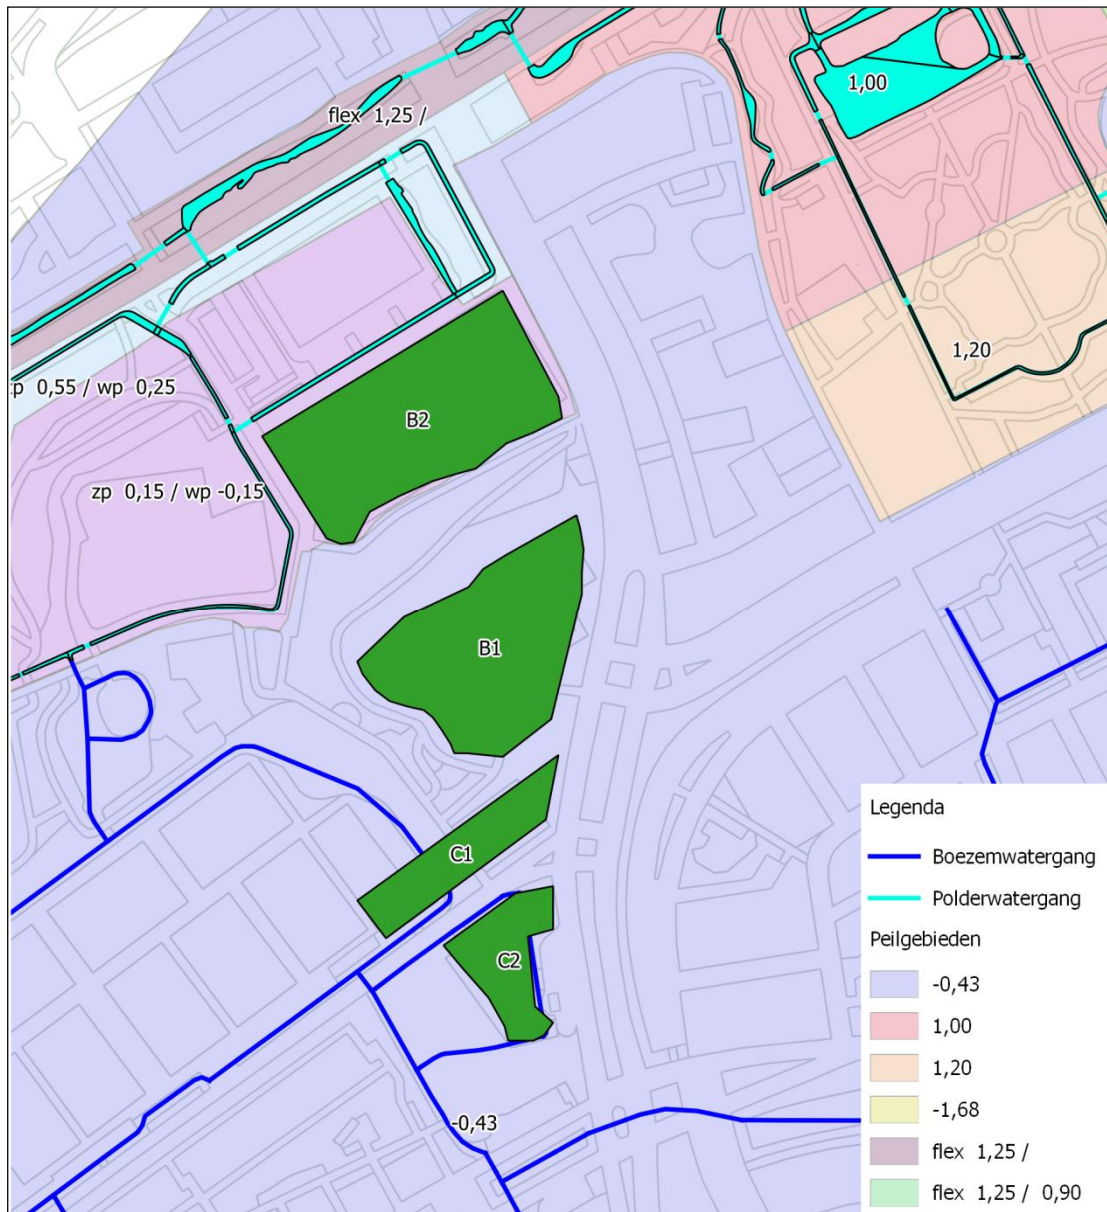 1,00
flex 1,25 /
1,20
zp 0,55 / wp 0,25
B2
zp 0,15 / wp -0,15
B1
C1
C2
-0,43
Legenda
Boezemwatergang
Polderwatergang
Peilgebieden
-0,43
1,00
1,20
-1,68
flex 1,25 /
flex 1,25 / 0,90